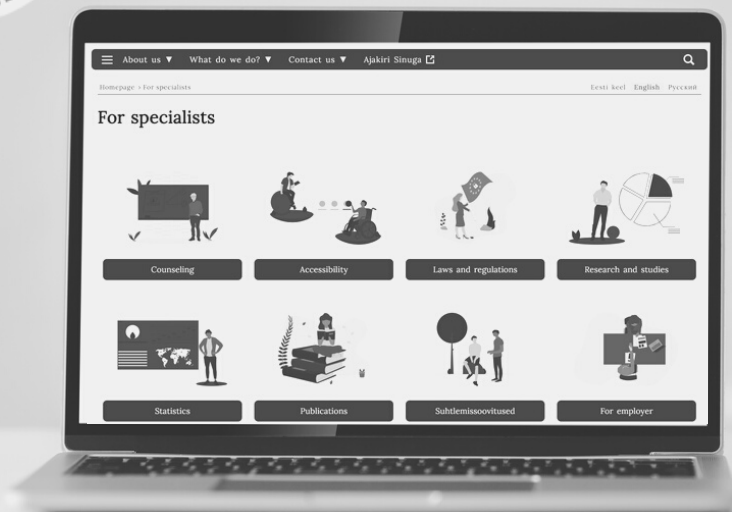 About us ▼ What do we do? ▼ Contact us ▼ Ajakiri Sinuga
Homepage › For specialists Eesti keel English Русский
For specialists
Counseling Accessibility Laws and regulations Research and studies
Statistics Publications Suhtlemissoovitused For employer